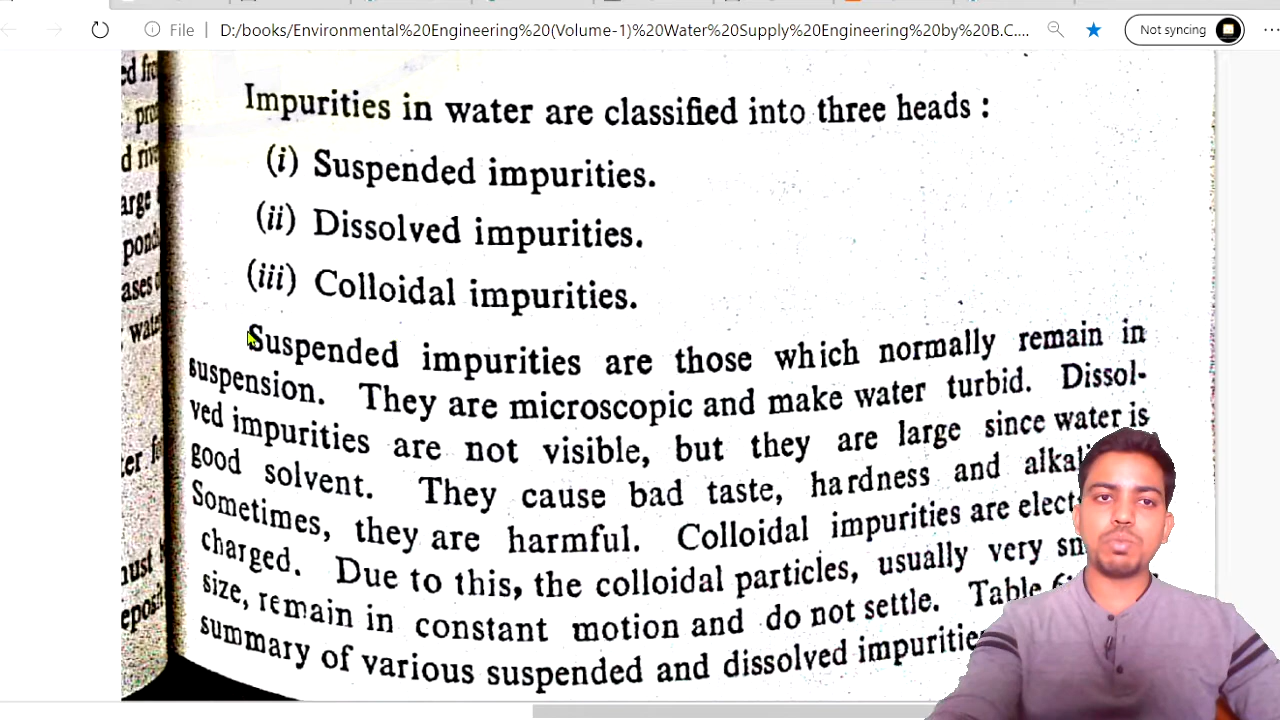 File
D:/books/Environmental%20Engineering%20(Volume-1)%20Water%20Supply%20Engineering%20by%20B.C....
Not syncing
Impurities in water are classified into three heads :
(i) Suspended impurities.
(ii) Dissolved impurities.
(iii) Colloidal impurities.
Suspended impurities are those which normally remain in
suspension. They are microscopic and make water turbid. Dissol-
ved impurities are not visible, but they are large since water is
good solvent. They cause bad taste, hardness and
Sometimes, they are harmful. Colloidal impurities are
charged. Due to this, the colloidal particles, usually very
size, remain in constant motion and do not settle. Table
summary of various suspended and dissolved